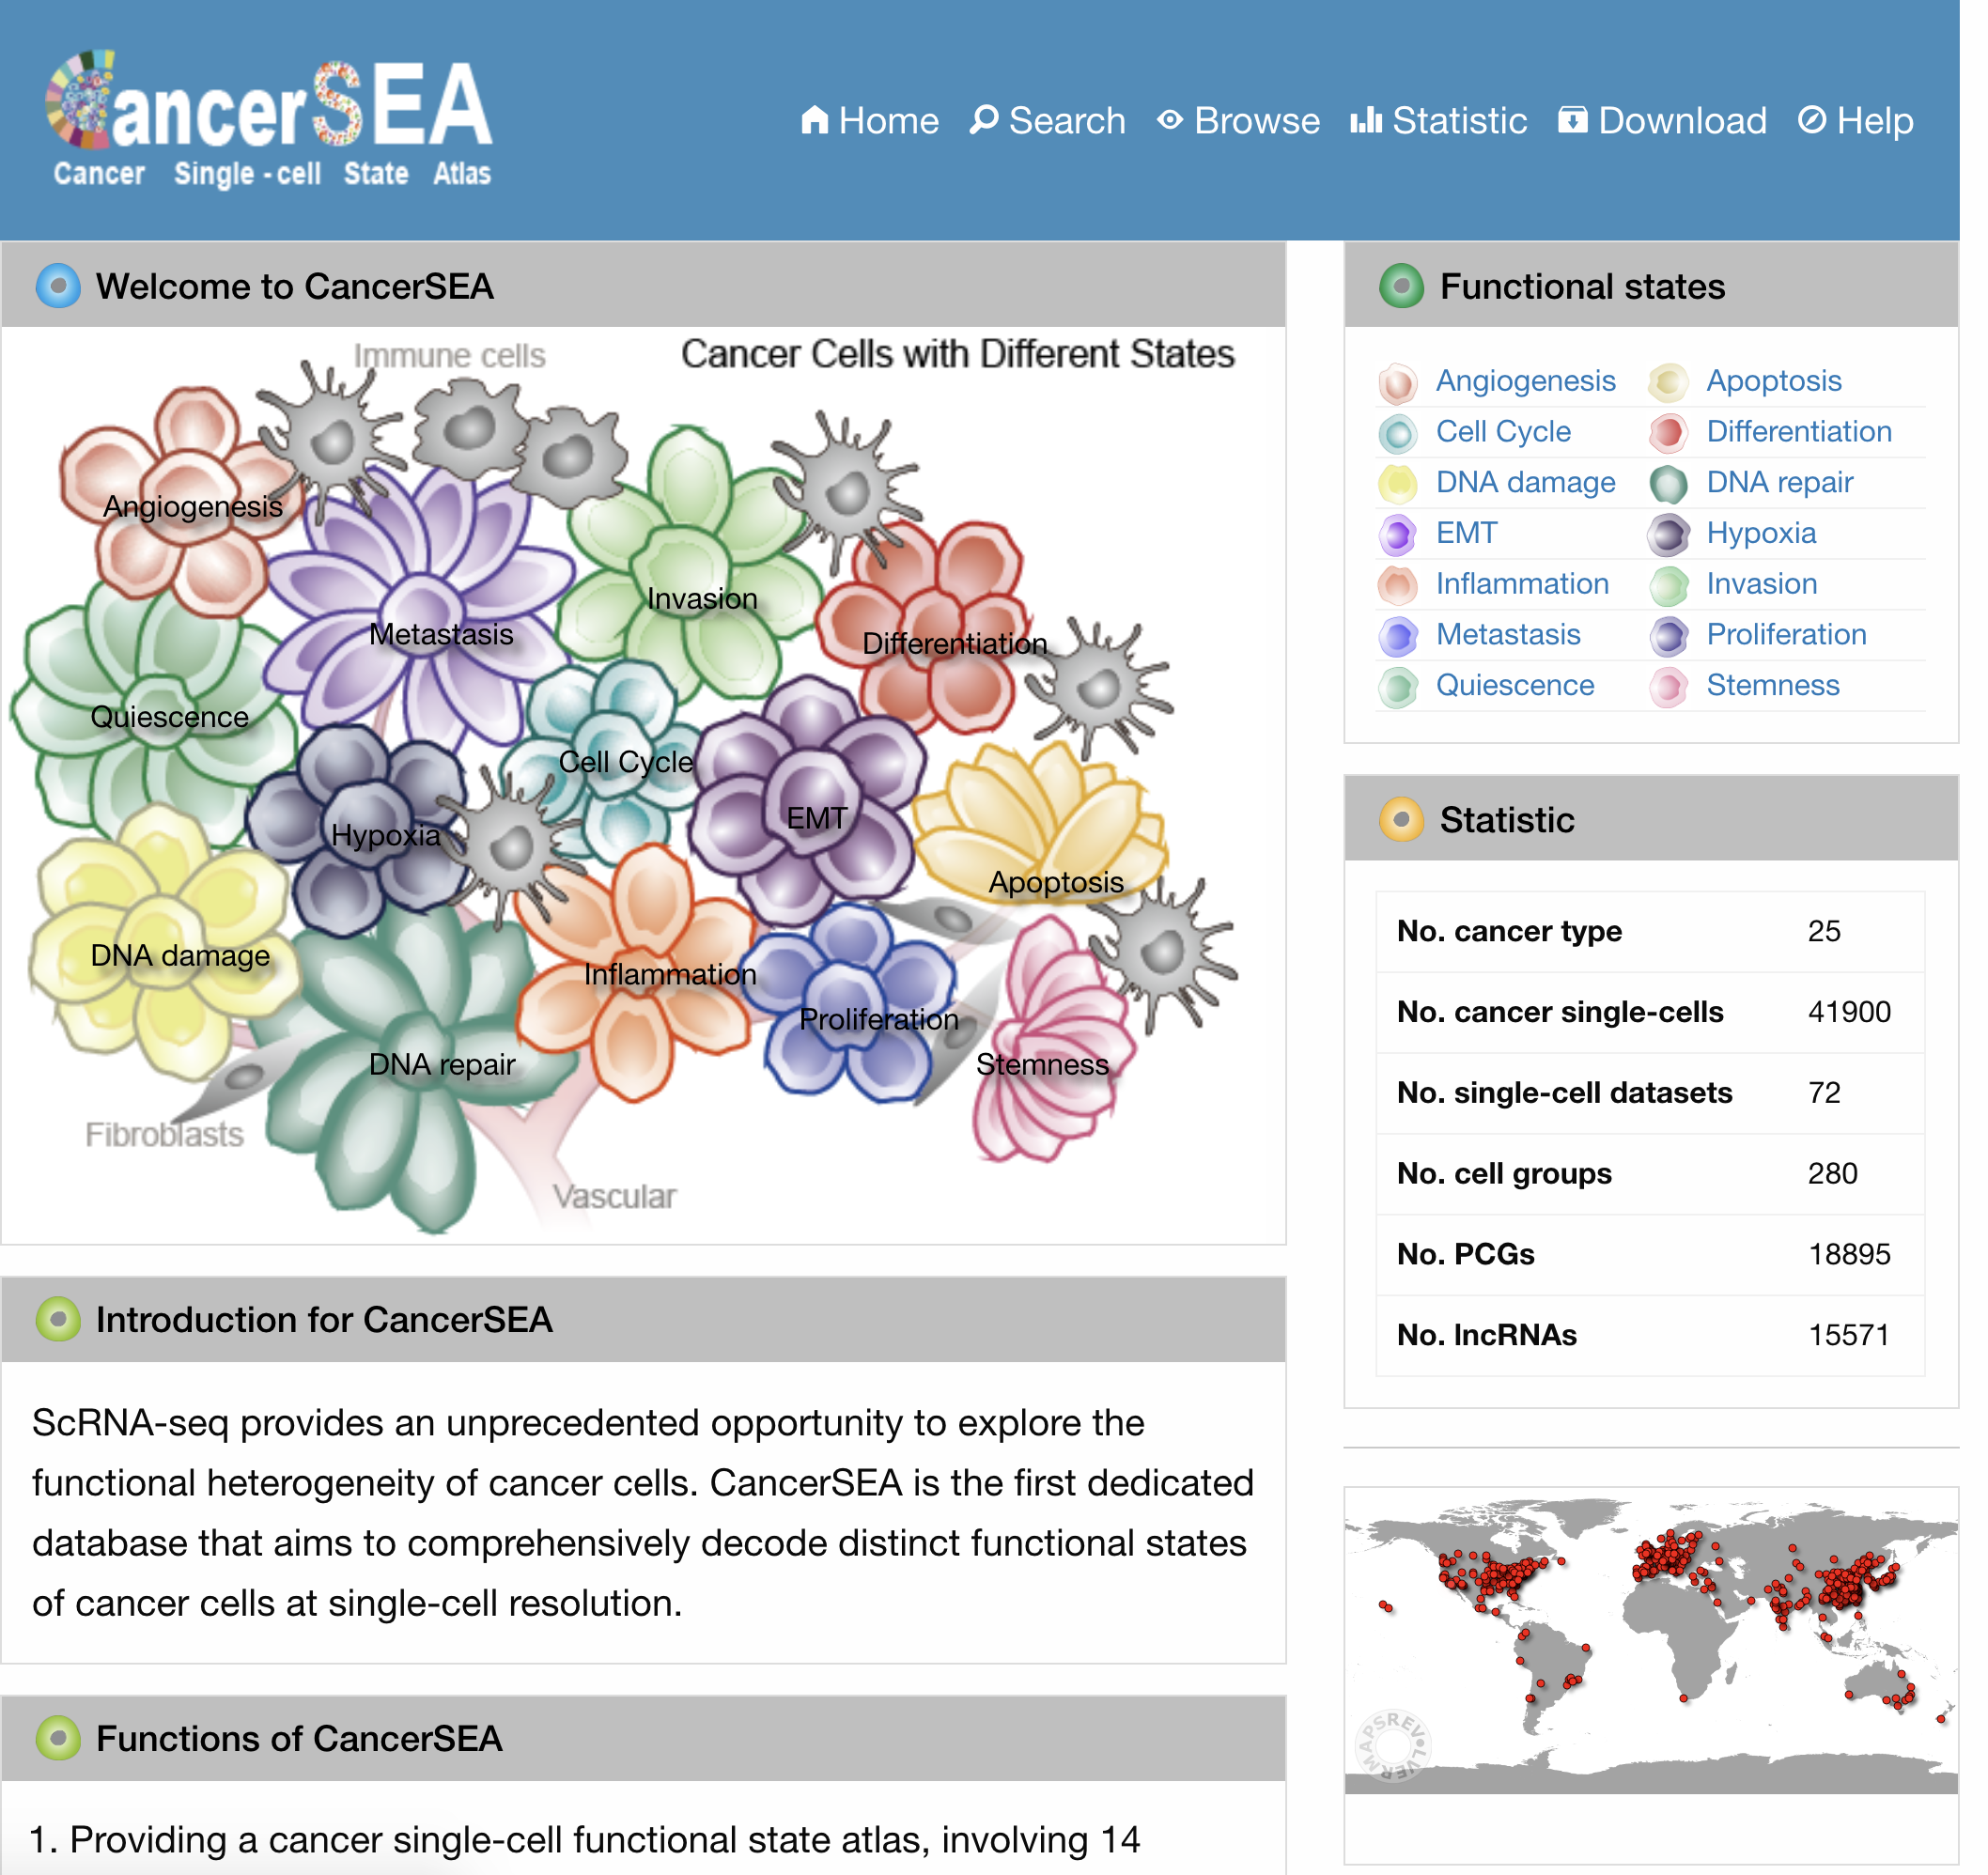 CancerSEA
Cancer Single-cell State Atlas
Home Search Browse Statistic Download Help
Welcome to CancerSEA
Immune cells
Cancer Cells with Different States
Angiogenesis
Invasion
Metastasis
Differentiation
Quiescence
Cell Cycle
EMT
Hypoxia
Apoptosis
DNA damage
Inflammation
Proliferation
DNA repair
Stemness
Fibroblasts
Vascular
Introduction for CancerSEA
ScRNA-seq provides an unprecedented opportunity to explore the
functional heterogeneity of cancer cells. CancerSEA is the first dedicated
database that aims to comprehensively decode distinct functional states
of cancer cells at single-cell resolution.
Functions of CancerSEA
1. Providing a cancer single-cell functional state atlas, involving 14
Functional states
Angiogenesis Apoptosis
Cell Cycle Differentiation
DNA damage DNA repair
EMT Hypoxia
Inflammation Invasion
Metastasis Proliferation
Quiescence Stemness
Statistic
No. cancer type 25
No. cancer single-cells 41900
No. single-cell datasets 72
No. cell groups 280
No. PCGs 18895
No. lncRNAs 15571
MAPSREVOLVER